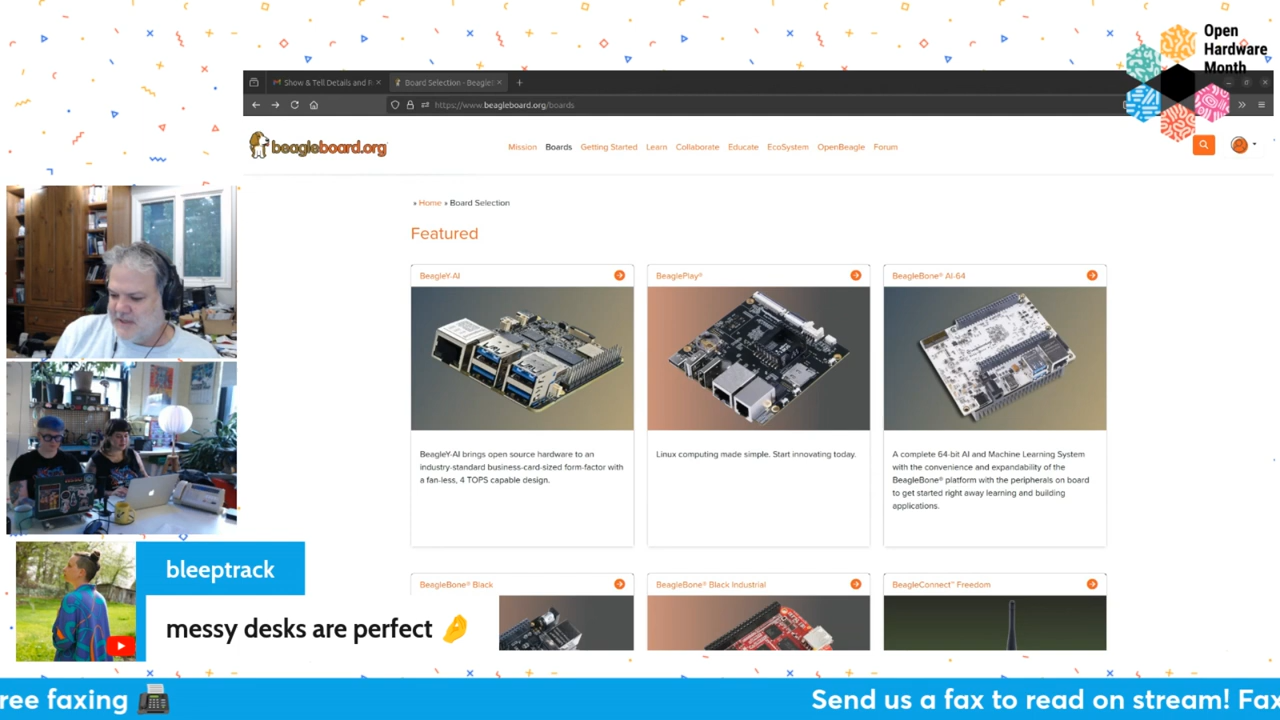 Open
Hardware
Month
Show & Tell Details and
Board Selection - Beagle
https://www.beagleboard.org/boards
beagleboard.org
Mission Boards Getting Started Learn Collaborate Educate EcoSystem OpenBeagle Forum
» Home » Board Selection
Featured
BeagleY-AI
BeagleY-AI brings open source hardware to an
industry-standard business-card-sized form-factor with
a fan-less, 4 TOPS capable design.
BeaglePlay®
Linux computing made simple. Start innovating today.
BeagleBone® AI-64
A complete 64-bit AI and Machine Learning System
with the convenience and expandability of the
BeagleBone® platform with the peripherals on board
to get started right away learning and building
applications.
BeagleBone® Black
BeagleBone® Black Industrial
BeagleConnect™ Freedom
bleeptrack
messy desks are perfect 🤌
ree faxing 📠 Send us a fax to read on stream! Fax